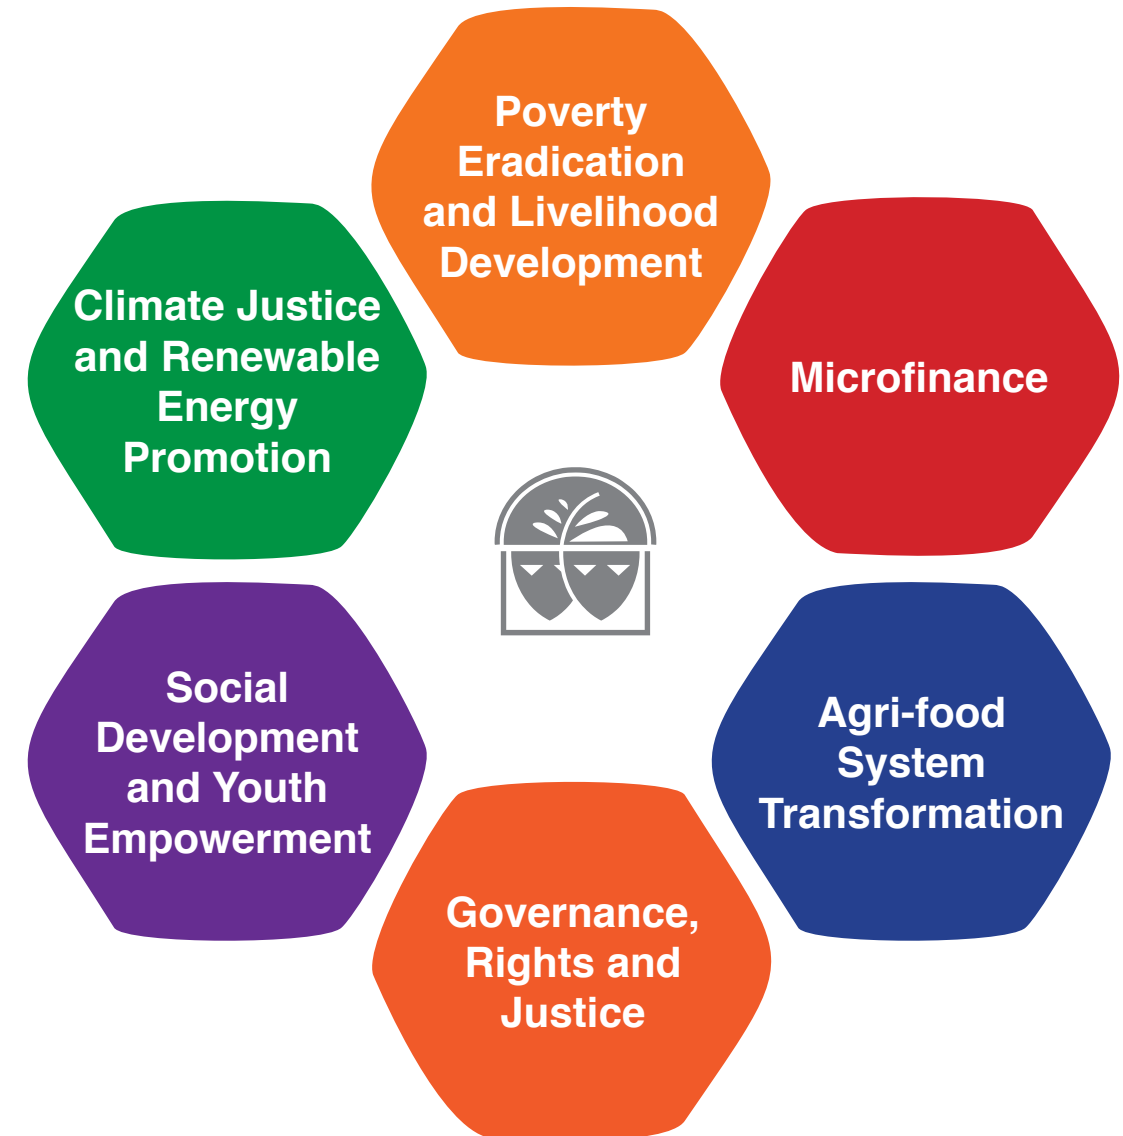 Poverty
Eradication
and Livelihood
Development
Microfinance
Agri-food
System
Transformation
Governance,
Rights and
Justice
Social
Development
and Youth
Empowerment
Climate Justice
and Renewable
Energy
Promotion